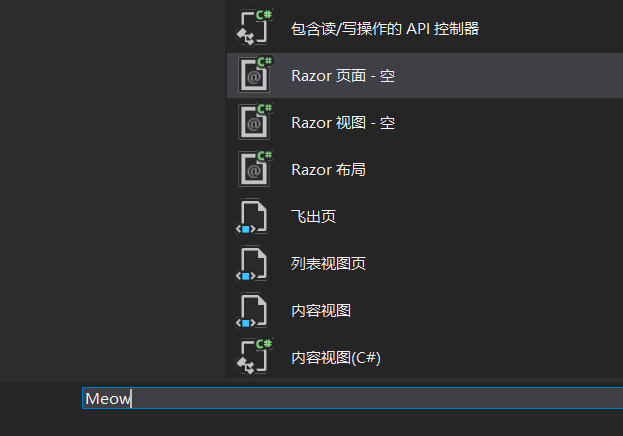 C#
包含读/写操作的 API 控制器
C#
@
Razor 页面 - 空
C#
@
Razor 视图 - 空
C#
@
Razor 布局
飞出页
列表视图页
内容视图
C#
内容视图(C#)
Meow